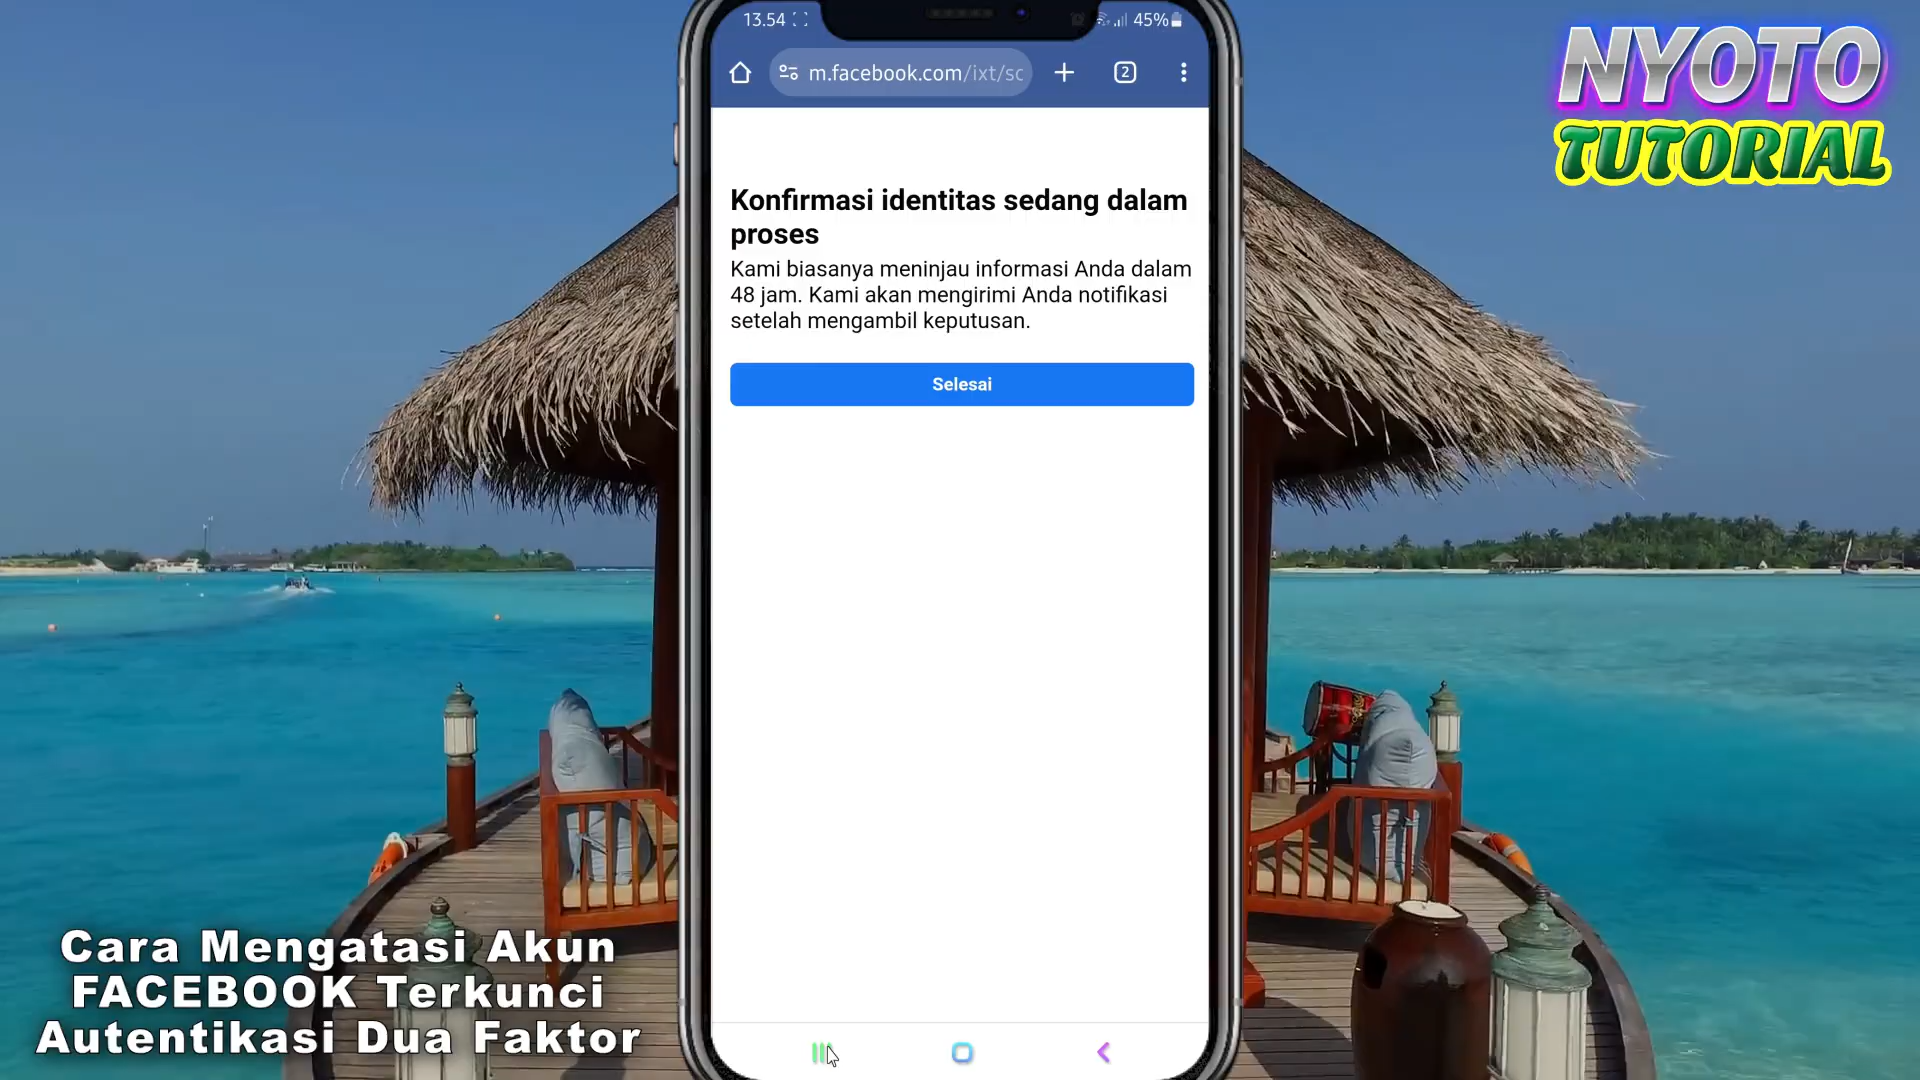 13.54
45%
m.facebook.com/ixt/sc
2
NYOTO
TUTORIAL
Konfirmasi identitas sedang dalam
proses
Kami biasanya meninjau informasi Anda dalam
48 jam. Kami akan mengirimi Anda notifikasi
setelah mengambil keputusan.
Selesai
Cara Mengatasi Akun
FACEBOOK Terkunci
Autentikasi Dua Faktor